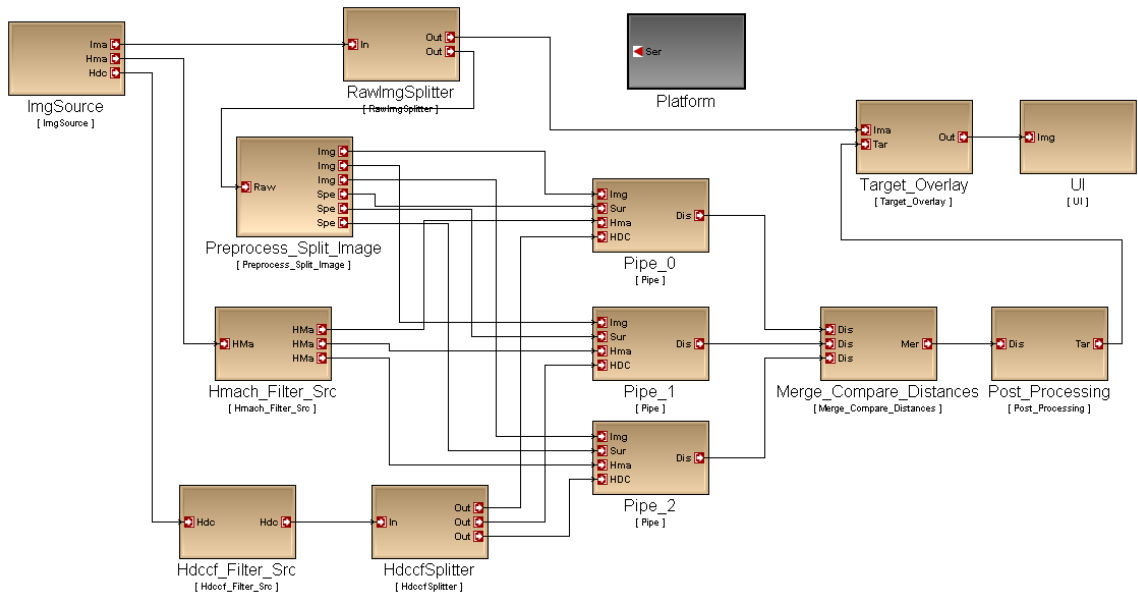 Ima
Hma
Hdc
ImgSource
[ ImgSource ]
In
Out
Out
RawImgSplitter
[ RawImgSplitter ]
Ser
Platform
Ima
Tar
Out
Target_Overlay
[ Target_Overlay ]
Img
UI
[ UI ]
Raw
Img
Img
Img
Spe
Spe
Spe
Preprocess_Split_Image
[ Preprocess_Split_Image ]
Img
Sur
Hma
HDC
Dis
Pipe_0
[ Pipe ]
HMa
HMa
HMa
HMa
Hmach_Filter_Src
[ Hmach_Filter_Src ]
Img
Sur
Hma
HDC
Dis
Pipe_1
[ Pipe ]
Dis
Dis
Dis
Mer
Merge_Compare_Distances
[ Merge_Compare_Distances ]
Dis
Tar
Post_Processing
[ Post_Processing ]
Img
Sur
Hma
HDC
Dis
Pipe_2
[ Pipe ]
Hdc
Hdc
Hdccf_Filter_Src
[ Hdccf_Filter_Src ]
In
Out
Out
Out
HdccfSplitter
[ HdccfSplitter ]